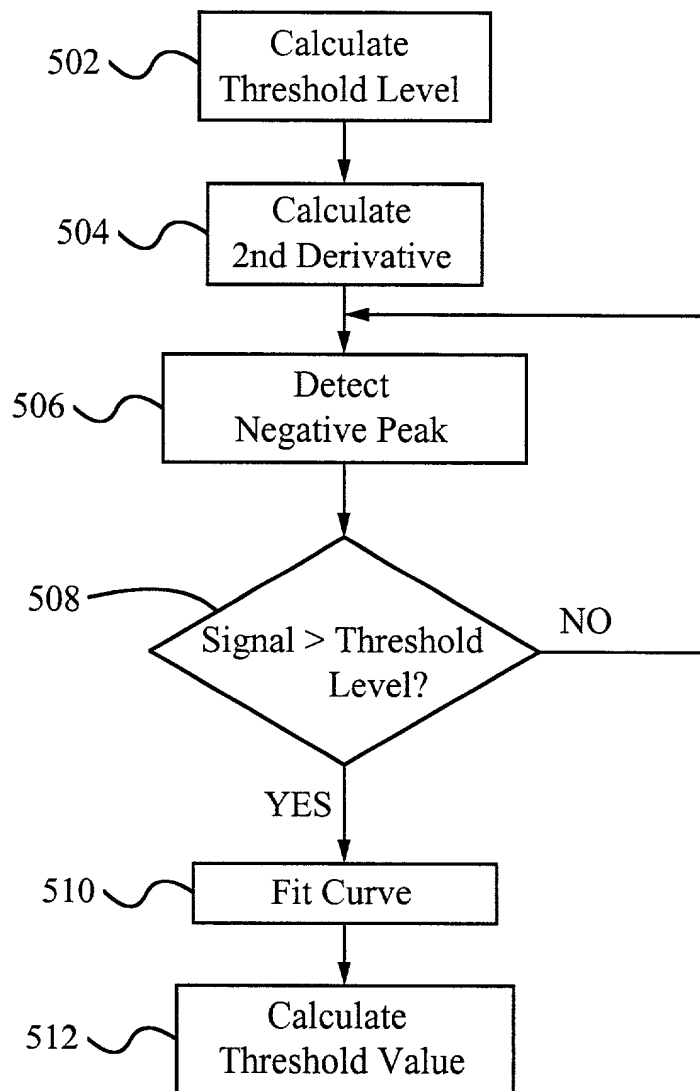 502
Calculate
Threshold Level
504
Calculate
2nd Derivative
506
Detect
Negative Peak
508
Signal > Threshold
Level?
NO
YES
510
Fit Curve
512
Calculate
Threshold Value